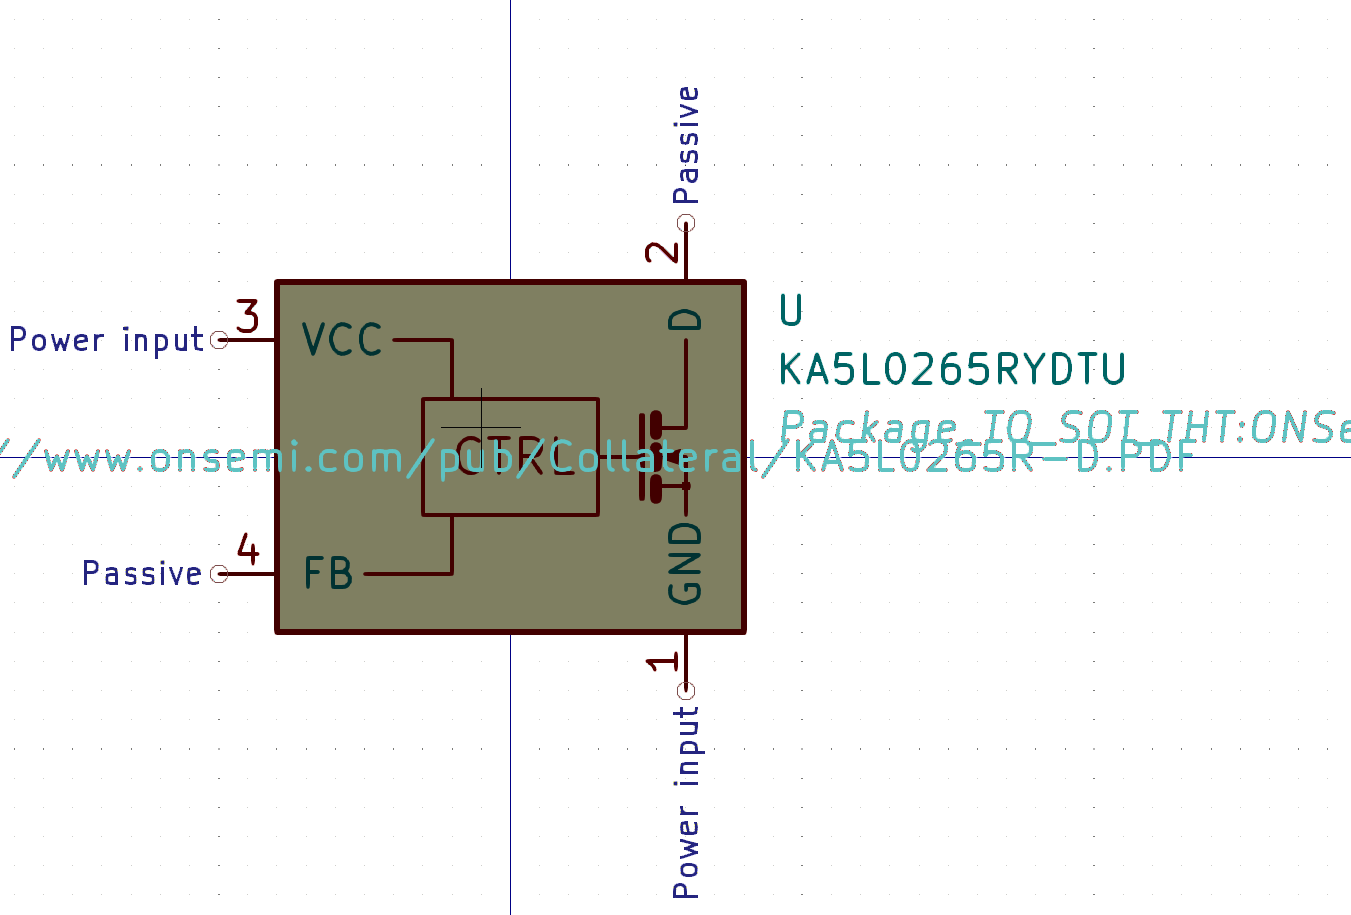 Passive
2
3
Power input
VCC
D
U
KA5L0265RYDTU
Package_TO_SOT_THT:ONSe
//www.onsemi.com/pub/Collateral/KA5L0265R-D.PDF
CTRL
4
Passive
FB
GND
1
Power input